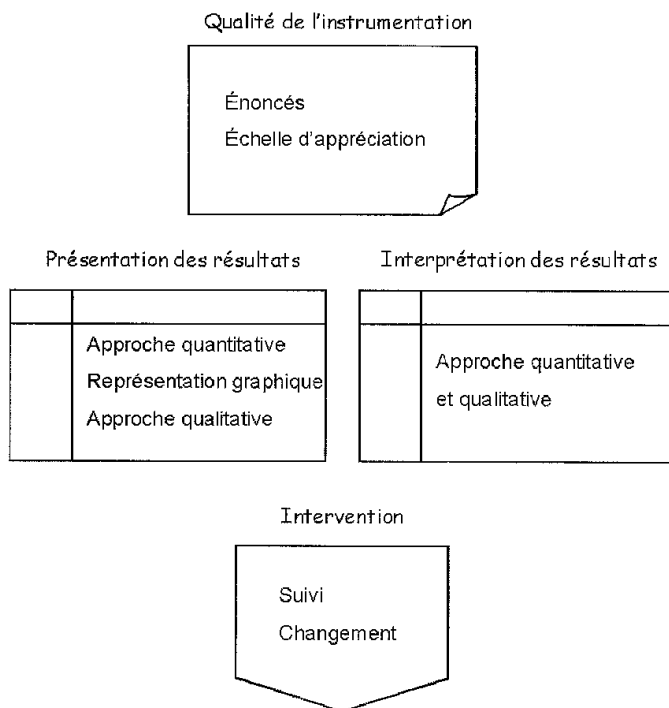 Qualité de l'instrumentation
Énoncés
Échelle d'appréciation
Présentation des résultats
Approche quantitative
Représentation graphique
Approche qualitative
Interprétation des résultats
Approche quantitative
et qualitative
Intervention
Suivi
Changement